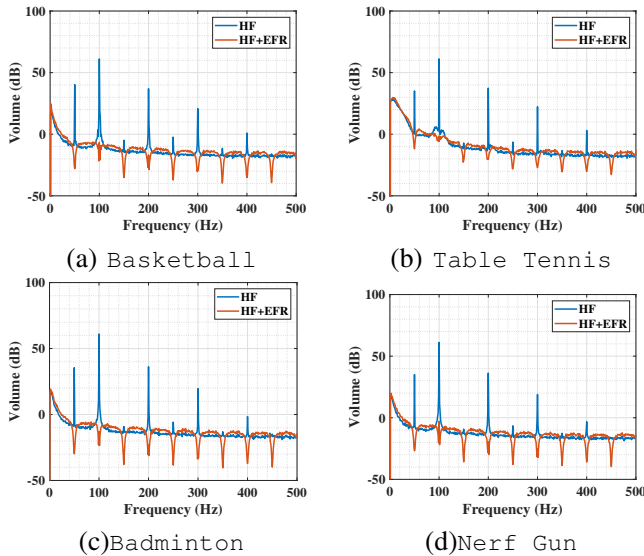 100
50
0
-50
Volume (dB)
HF
HF+EFR
0 100 200 300 400 500
Frequency (Hz)
(a) Basketball
100
50
0
-50
Volume (dB)
HF
HF+EFR
0 100 200 300 400 500
Frequency (Hz)
(b) Table Tennis
100
50
0
-50
Volume (dB)
HF
HF+EFR
0 100 200 300 400 500
Frequency (Hz)
(c)Badminton
100
50
0
-50
Volume (dB)
HF
HF+EFR
0 100 200 300 400 500
Frequency (Hz)
(d)Nerf Gun